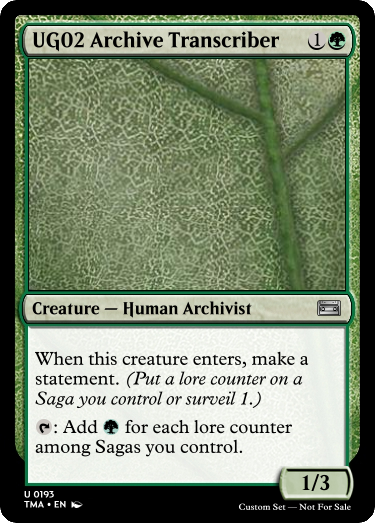 UG02 Archive Transcriber 1
Creature — Human Archivist
When this creature enters, make a
statement. (Put a lore counter on a
Saga you control or surveil 1.)
: Add for each lore counter
among Sagas you control.
1/3
U 0193
TMA • EN
Custom Set — Not For Sale